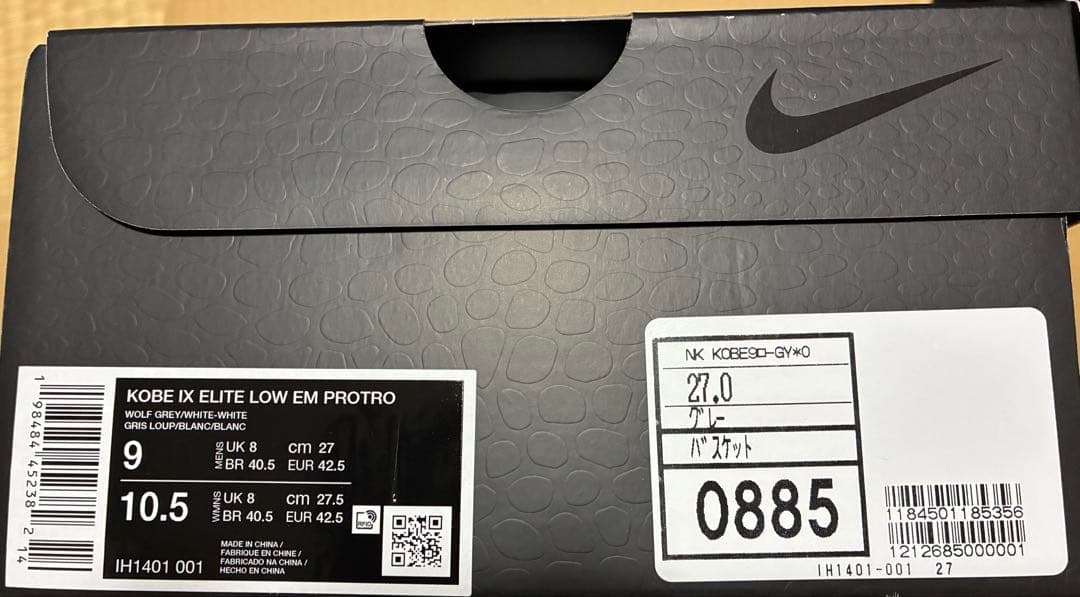 KOBE IX ELITE LOW EM PROTRO
WOLF GREY/WHITE-WHITE
GRIS LOUP/BLANC/BLANC
9 MENS UK 8 cm 27
BR 40.5 EUR 42.5
10.5 WMNS UK 8 cm 27.5
BR 40.5 EUR 42.5
RFID
MADE IN CHINA /
FABRIQUE EN CHINE /
FABRICADO NA CHINA /
HECHO EN CHINA
IH1401 001
1 98484 45238 2 14
NK KOBE9ロ-GY*0
27.0
グレー
バスケット
0885
1184501185356
1212685000001
IH1401-001 27